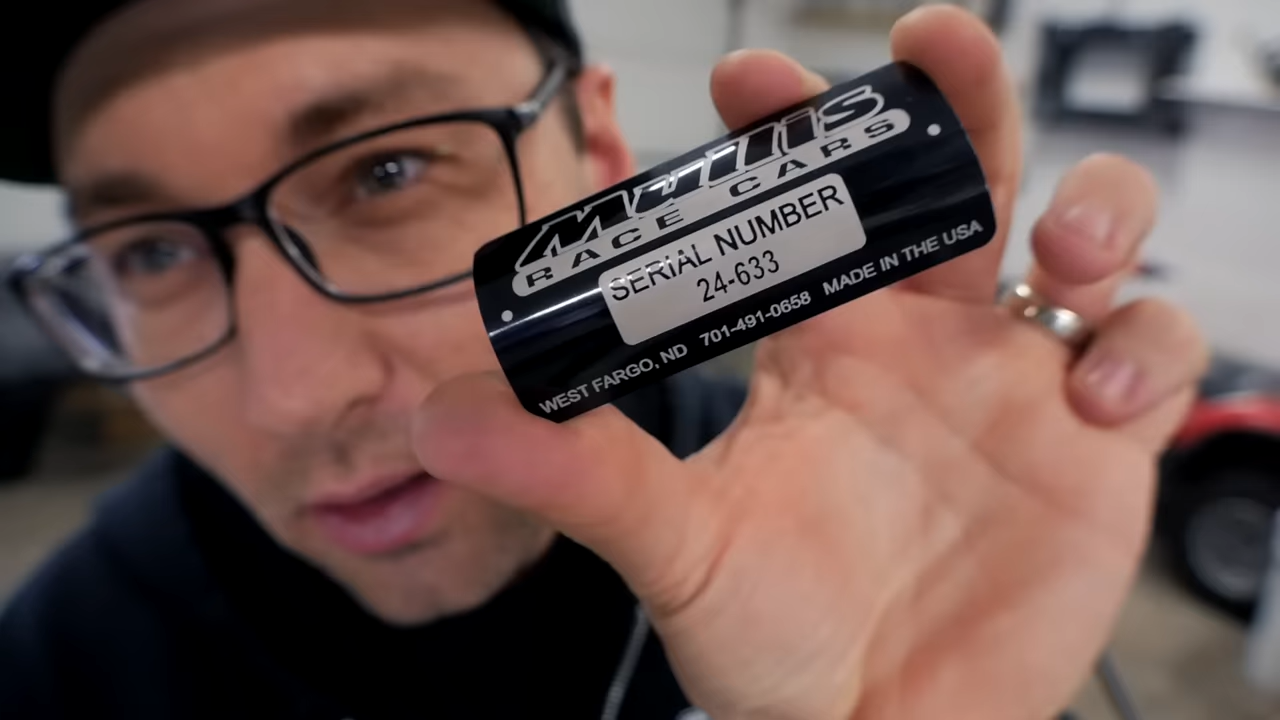 Mullis
RACE CARS
SERIAL NUMBER
24-633
WEST FARGO, ND 701-491-0658 MADE IN THE USA